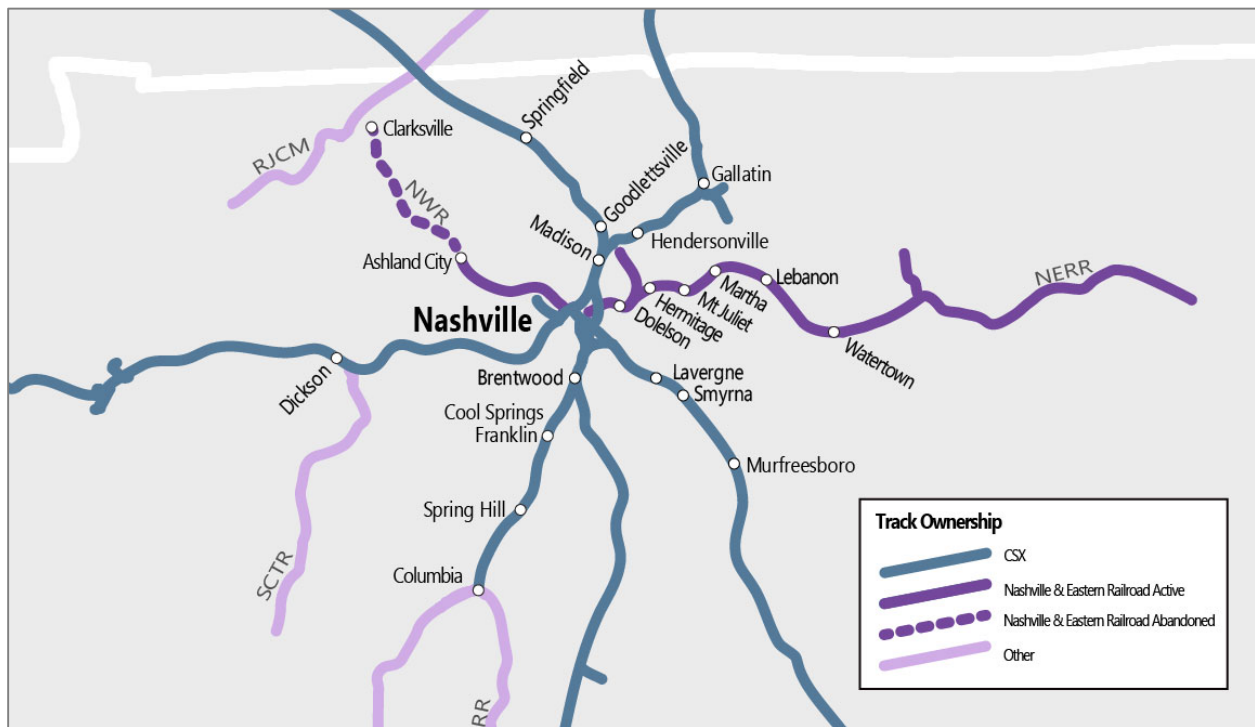 Springfield
Clarksville
RJCM
Goodlettsville
Gallatin
NWR
Madison
Hendersonville
Ashland City
Lebanon
Martha
NERR
Mt Juliet
Hermitage
Dolelson
Nashville
Watertown
Dickson
Brentwood
Lavergne
Smyrna
Cool Springs
Franklin
Murfreesboro
Spring Hill
SCTR
Columbia
RR
Track Ownership
CSX
Nashville & Eastern Railroad Active
Nashville & Eastern Railroad Abandoned
Other